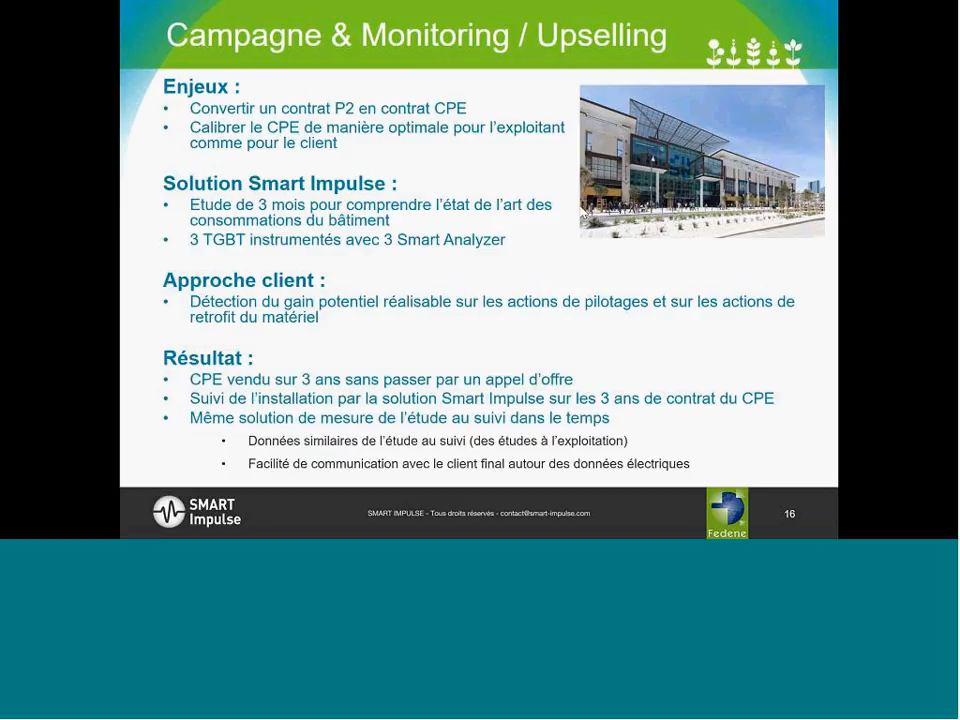 Campagne & Monitoring / Upselling
Enjeux :
• Convertir un contrat P2 en contrat CPE
• Calibrer le CPE de manière optimale pour l'exploitant
comme pour le client
Solution Smart Impulse :
• Etude de 3 mois pour comprendre l'état de l'art des
consommations du bâtiment
• 3 TGBT instrumentés avec 3 Smart Analyzer
Approche client :
• Détection du gain potentiel réalisable sur les actions de pilotages et sur les actions de
retrofit du matériel
Résultat :
• CPE vendu sur 3 ans sans passer par un appel d'offre
• Suivi de l'installation par la solution Smart Impulse sur les 3 ans de contrat du CPE
• Même solution de mesure de l'étude au suivi dans le temps
• Données similaires de l'étude au suivi (des études à l'exploitation)
• Facilité de communication avec le client final autour des données électriques
SMART
Impulse
SMART IMPULSE - Tous droits réservés - contact@smart-impulse.com
Fedene
16